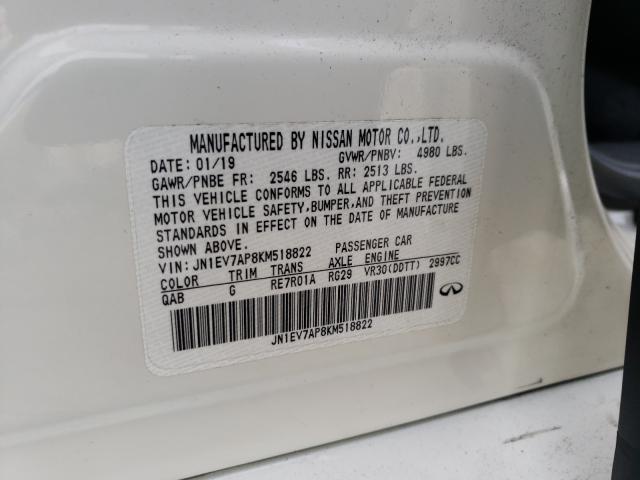 MANUFACTURED BY NISSAN MOTOR CO.,LTD.
DATE: 01/19 GVWR/PNBV: 4980 LBS.
GAWR/PNBE FR: 2546 LBS. RR: 2513 LBS.
THIS VEHICLE CONFORMS TO ALL APPLICABLE FEDERAL
MOTOR VEHICLE SAFETY, BUMPER, AND THEFT PREVENTION
STANDARDS IN EFFECT ON THE DATE OF MANUFACTURE
SHOWN ABOVE.
VIN: JN1EV7AP8KM518822 PASSENGER CAR
COLOR TRIM TRANS AXLE ENGINE
QAB G RE7R01A RG29 VR30(DDTT) 2997CC
JN1EV7AP8KM518822